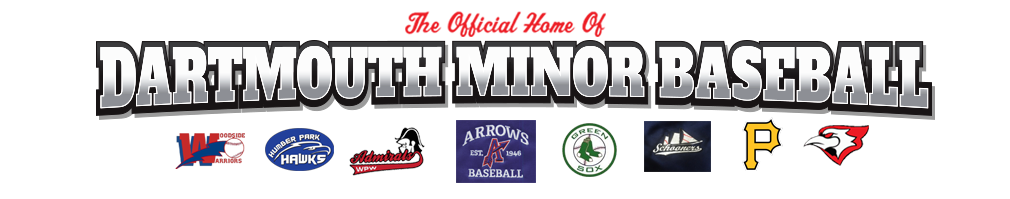 The Official Home Of
DARTMOUTH MINOR BASEBALL
WOODSIDE
WARRIORS
HUMBER PARK
HAWKS
Admirals
WPW
ARROWS
EST. A 1946
BASEBALL
GREEN
SOX
Schooners
P